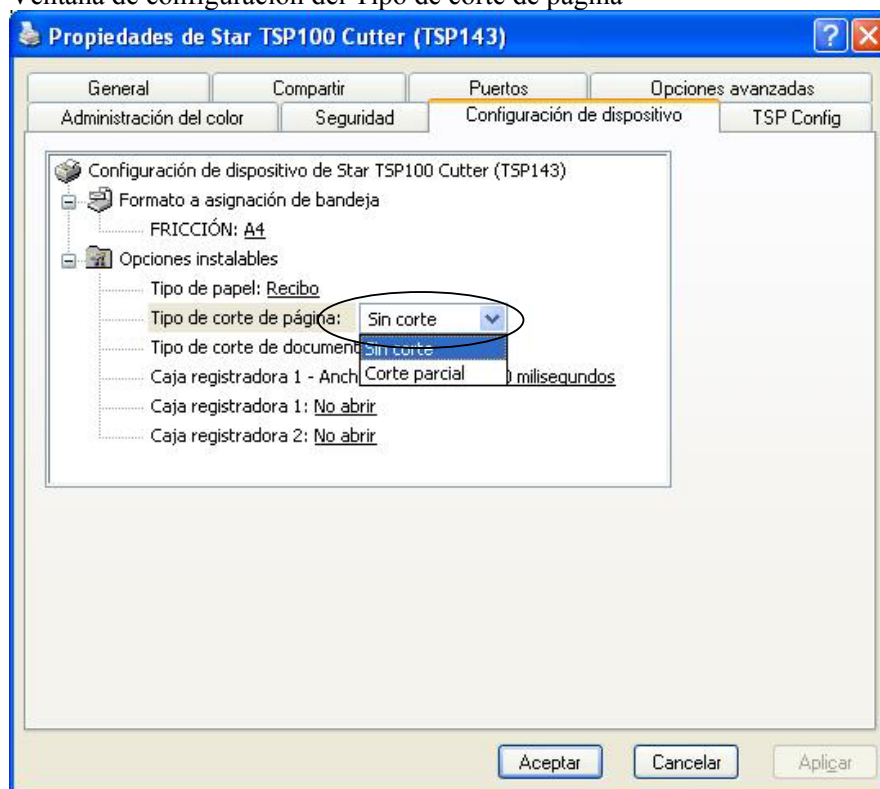 Ventana de configuración del Tipo de corte de página
Propiedades de Star TSP100 Cutter (TSP143)
General Compartir Puertos Opciones avanzadas
Administración del color Seguridad Configuración de dispositivo TSP Config
Configuración de dispositivo de Star TSP100 Cutter (TSP143)
Formato a asignación de bandeja
FRICCIÓN: A4
Opciones instalables
Tipo de papel: Recibo
Tipo de corte de página: Sin corte
Tipo de corte de document Sin corte
Caja registradora 1 - Anch Corte parcial milisegundos
Caja registradora 1: No abrir
Caja registradora 2: No abrir
Aceptar Cancelar Aplicar